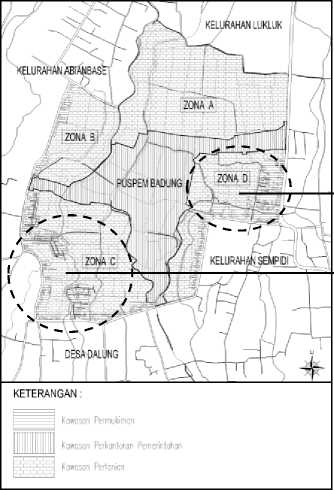 KELURAHAN LUKLUK
KELURAHAN ABIANBASE
ZONA A
ZONA B
PUSPEM BADUNG
ZONA D
ZONA C
KELURAHAN SEMPIDI
DESA DALUNG
KETERANGAN :
Kawasan Permukiman
Kawasan Perkantoran Pemerintahan
Kawasan Pertanian